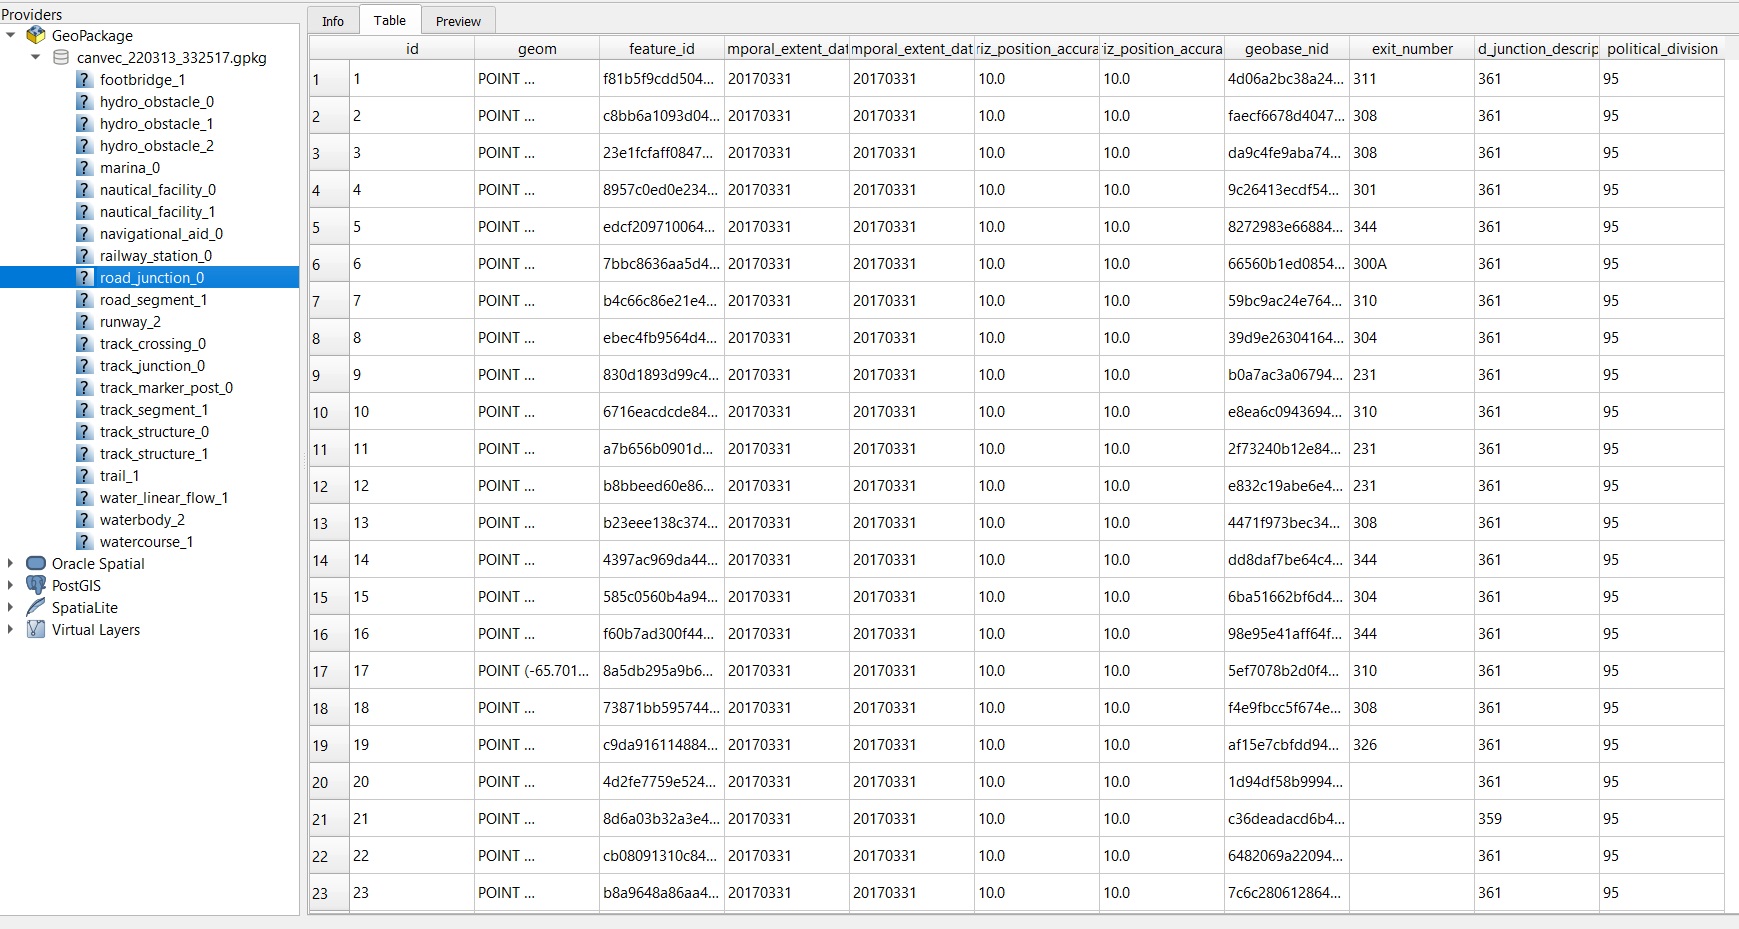 Providers
GeoPackage
canvec_220313_332517.gpkg
footbridge_1
hydro_obstacle_0
hydro_obstacle_1
hydro_obstacle_2
marina_0
nautical_facility_0
nautical_facility_1
navigational_aid_0
railway_station_0
road_junction_0
road_segment_1
runway_2
track_crossing_0
track_junction_0
track_marker_post_0
track_segment_1
track_structure_0
track_structure_1
trail_1
water_linear_flow_1
waterbody_2
watercourse_1
Oracle Spatial
PostGIS
SpatiaLite
Virtual Layers
Info Table Preview
id geom feature_id mporal_extent_dat mporal_extent_dat riz_position_accura riz_position_accura geobase_nid exit_number d_junction_descrip political_division
1 1 POINT ... f81b5f9cdd504... 20170331 20170331 10.0 10.0 4d06a2bc38a24... 311 361 95
2 2 POINT ... c8bb6a1093d04... 20170331 20170331 10.0 10.0 faecf6678d4047... 308 361 95
3 3 POINT ... 23e1fcfaff0847... 20170331 20170331 10.0 10.0 da9c4fe9aba74... 308 361 95
4 4 POINT ... 8957c0ed0e234... 20170331 20170331 10.0 10.0 9c26413ecdf54... 301 361 95
5 5 POINT ... edcf209710064... 20170331 20170331 10.0 10.0 8272983e66884... 344 361 95
6 6 POINT ... 7bbc8636aa5d4... 20170331 20170331 10.0 10.0 66560b1ed0854... 300A 361 95
7 7 POINT ... b4c66c86e21e4... 20170331 20170331 10.0 10.0 59bc9ac24e764... 310 361 95
8 8 POINT ... ebec4fb9564d4... 20170331 20170331 10.0 10.0 39d9e26304164... 304 361 95
9 9 POINT ... 830d1893d99c4... 20170331 20170331 10.0 10.0 b0a7ac3a06794... 231 361 95
10 10 POINT ... 6716eacdcde84... 20170331 20170331 10.0 10.0 e8ea6c0943694... 310 361 95
11 11 POINT ... a7b656b0901d... 20170331 20170331 10.0 10.0 2f73240b12e84... 231 361 95
12 12 POINT ... b8bbeed60e86... 20170331 20170331 10.0 10.0 e832c19abe6e4... 231 361 95
13 13 POINT ... b23eee138c374... 20170331 20170331 10.0 10.0 4471f973bec34... 308 361 95
14 14 POINT ... 4397ac969da44... 20170331 20170331 10.0 10.0 dd8daf7be64c4... 344 361 95
15 15 POINT ... 585c0560b4a94... 20170331 20170331 10.0 10.0 6ba51662bf6d4... 304 361 95
16 16 POINT ... f60b7ad300f44... 20170331 20170331 10.0 10.0 98e95e41aff64f... 344 361 95
17 17 POINT (-65.701... 8a5db295a9b6... 20170331 20170331 10.0 10.0 5ef7078b2d0f4... 310 361 95
18 18 POINT ... 73871bb595744... 20170331 20170331 10.0 10.0 f4e9fbcc5f674e... 308 361 95
19 19 POINT ... c9da916114884... 20170331 20170331 10.0 10.0 af15e7cbfdd94... 326 361 95
20 20 POINT ... 4d2fe7759e524... 20170331 20170331 10.0 10.0 1d94df58b9994... 361 95
21 21 POINT ... 8d6a03b32a3e4... 20170331 20170331 10.0 10.0 c36deadacd6b4... 359 95
22 22 POINT ... cb08091310c84... 20170331 20170331 10.0 10.0 6482069a22094... 361 95
23 23 POINT ... b8a9648a86aa4... 20170331 20170331 10.0 10.0 7c6c280612864... 361 95